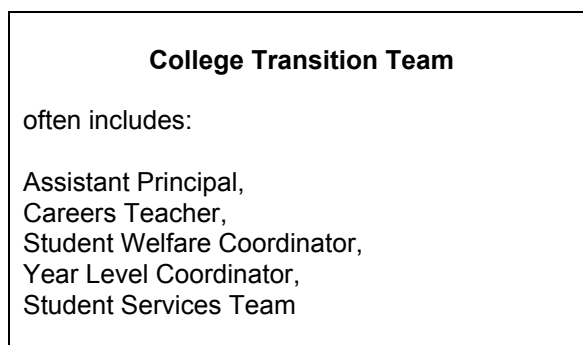 College Transition Team
often includes:
Assistant Principal,
Careers Teacher,
Student Welfare Coordinator,
Year Level Coordinator,
Student Services Team